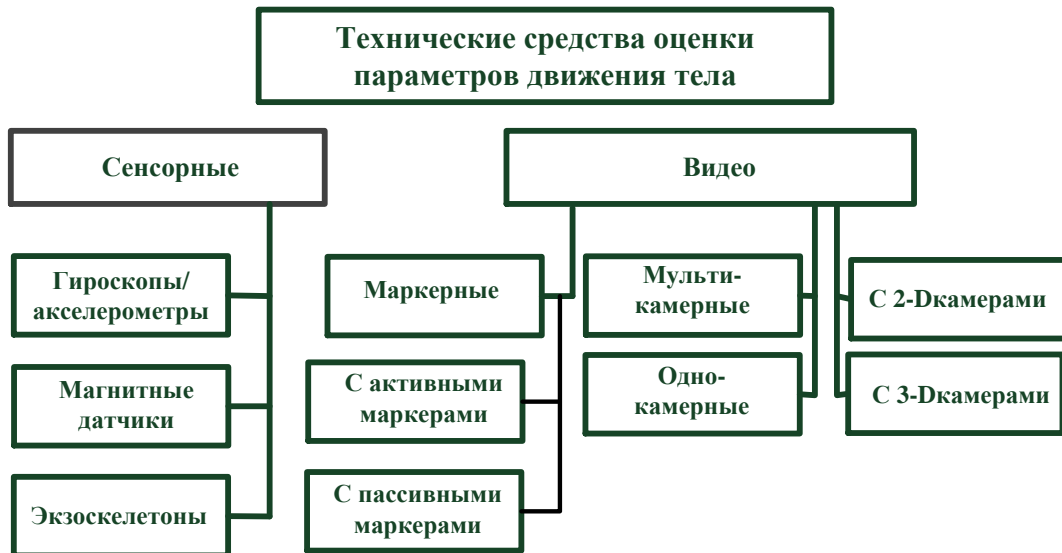 Технические средства оценки
параметров движения тела
Сенсорные
Видео
Гироскопы/
акселерометры
Магнитные
датчики
Экзоскелетоны
Маркерные
С активными
маркерами
С пассивными
маркерами
Мульти-
камерные
Одно-
камерные
С 2-Dкамерами
С 3-Dкамерами